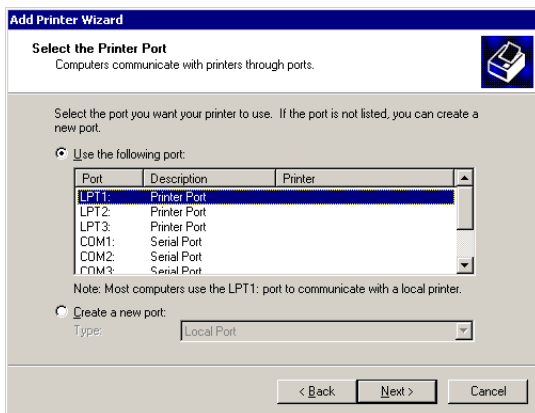 Add Printer Wizard
Select the Printer Port
Computers communicate with printers through ports.
Select the port you want your printer to use. If the port is not listed, you can create a
new port.
Use the following port:
Port Description Printer
LPT1: Printer Port
LPT2: Printer Port
LPT3: Printer Port
COM1: Serial Port
COM2: Serial Port
COM3: Serial Port
Note: Most computers use the LPT1: port to communicate with a local printer.
Create a new port:
Type: Local Port
< Back Next > Cancel